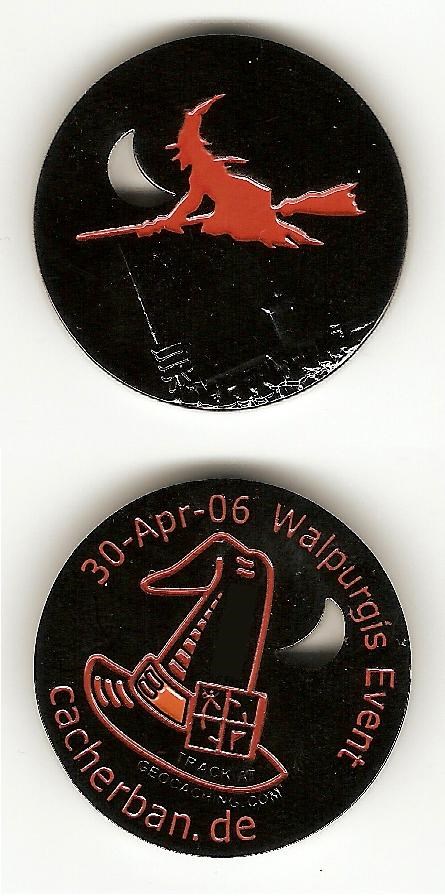 30-Apr-06 Walpurgis Event
TRACK AT
GEOCACHING.COM
cacherban.de